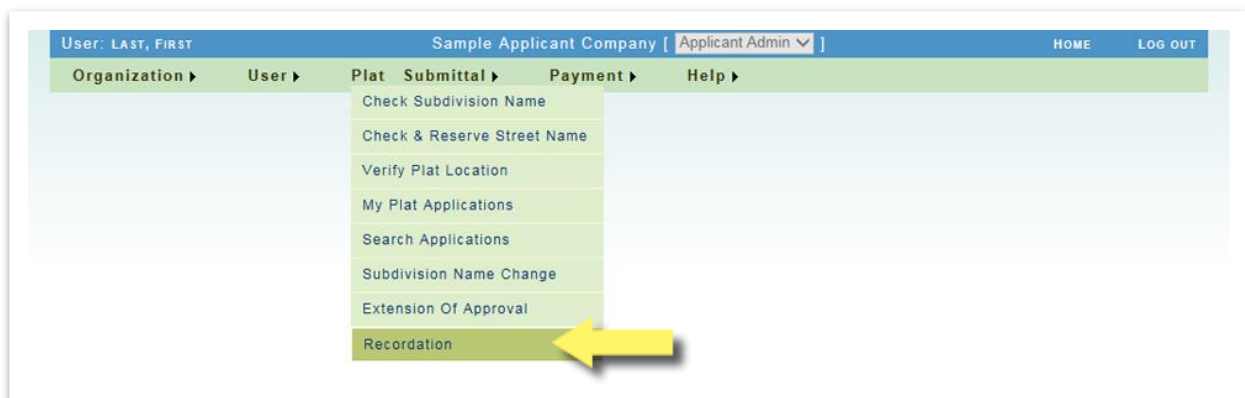 User: LAST, FIRST Sample Applicant Company [ Applicant Admin ] HOME LOG OUT
Organization User Plat Submittal Payment Help
Check Subdivision Name
Check & Reserve Street Name
Verify Plat Location
My Plat Applications
Search Applications
Subdivision Name Change
Extension Of Approval
Recordation